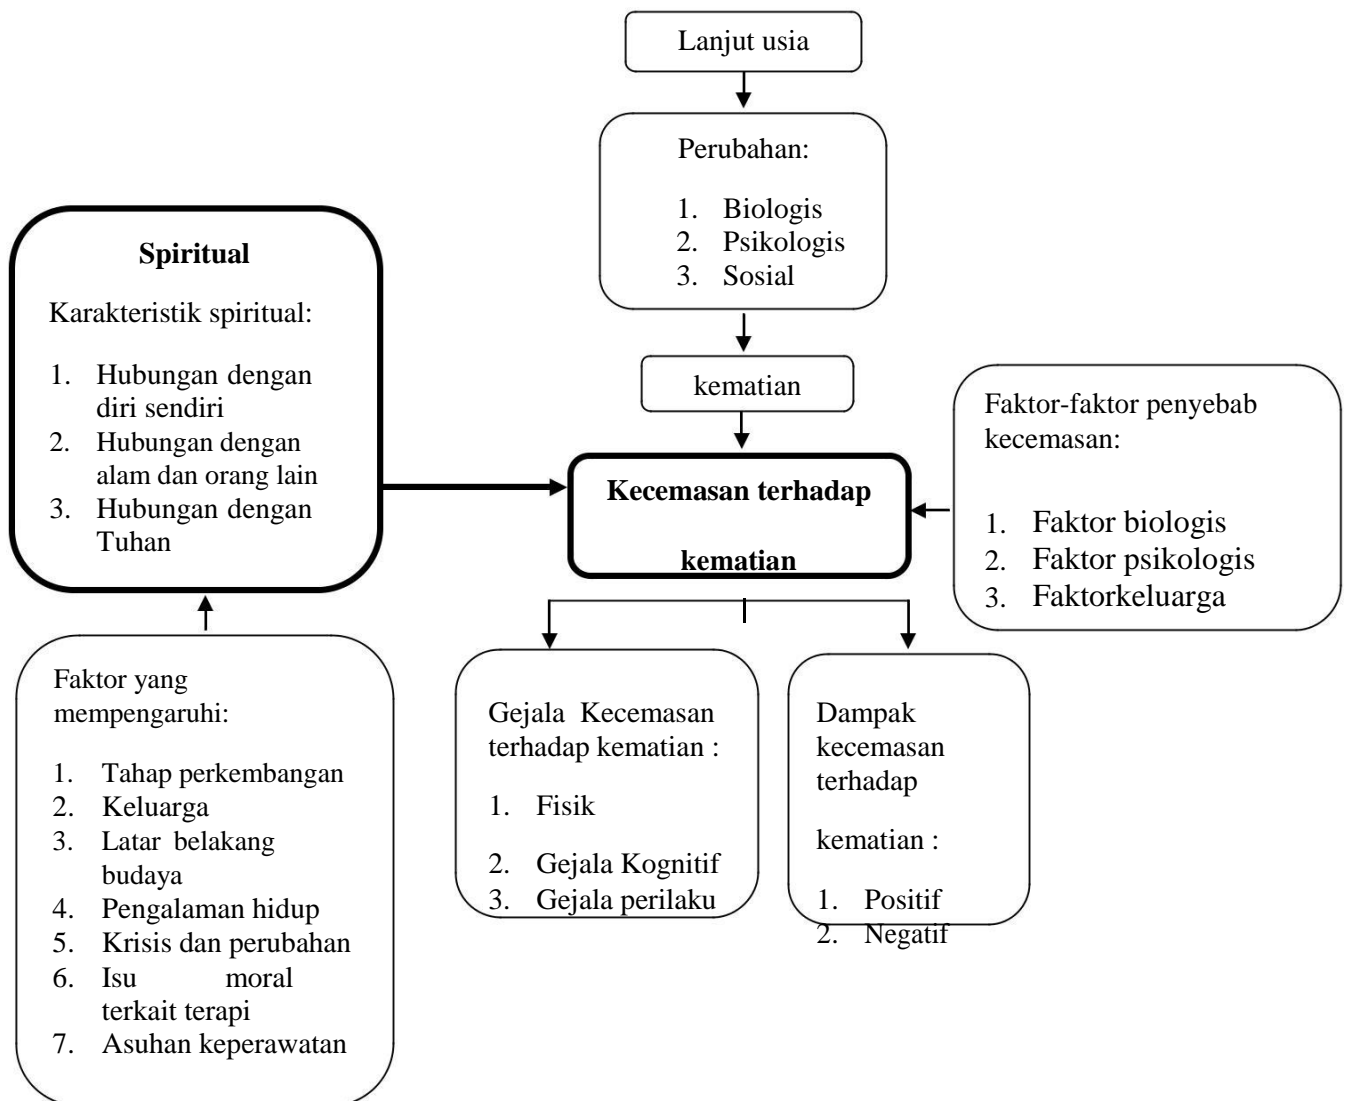 Lanjut usia
Perubahan:
1. Biologis
2. Psikologis
3. Sosial
kematian
Spiritual
Karakteristik spiritual:
1. Hubungan dengan
diri sendiri
2. Hubungan dengan
alam dan orang lain
3. Hubungan dengan
Tuhan
Kecemasan terhadap
kematian
Faktor-faktor penyebab
kecemasan:
1. Faktor biologis
2. Faktor psikologis
3. Faktorkeluarga
Faktor yang
mempengaruhi:
1. Tahap perkembangan
2. Keluarga
3. Latar belakang
budaya
4. Pengalaman hidup
5. Krisis dan perubahan
6. Isu moral
terkait terapi
7. Asuhan keperawatan
Gejala Kecemasan
terhadap kematian :
1. Fisik
2. Gejala Kognitif
3. Gejala perilaku
Dampak
kecemasan
terhadap
kematian :
1. Positif
2. Negatif